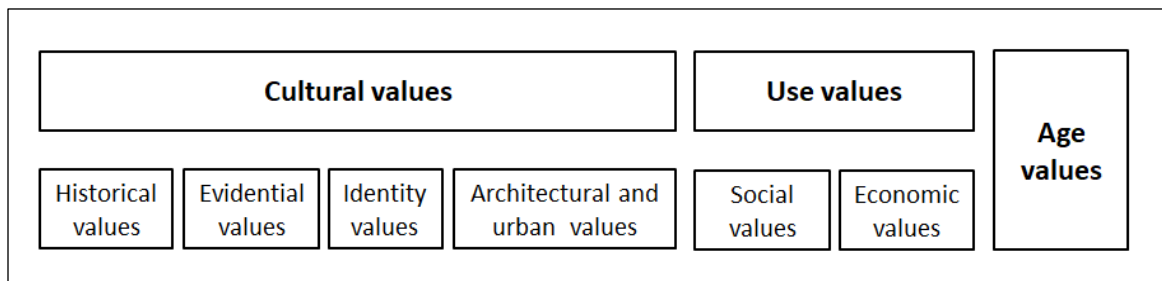 Cultural values
Use values
Age
values
Historical
values
Evidential
values
Identity
values
Architectural and
urban values
Social
values
Economic
values